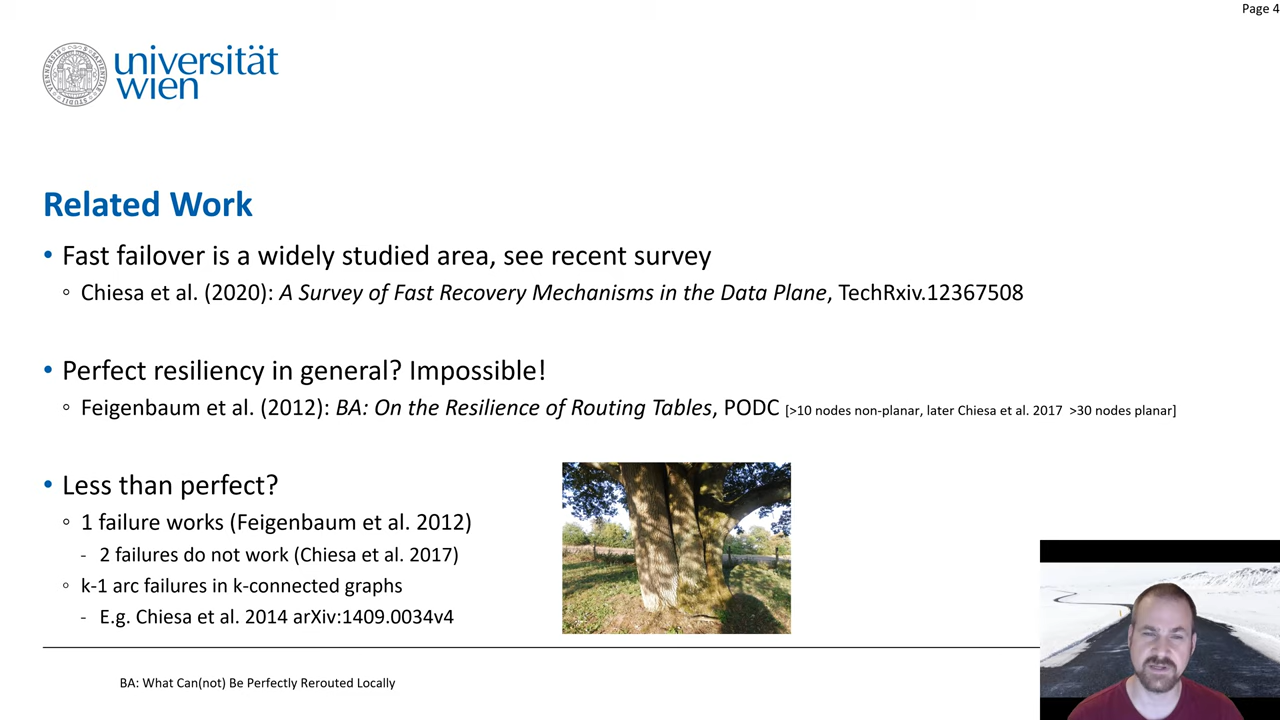 Page 4
universität
wien
Related Work
• Fast failover is a widely studied area, see recent survey
◦ Chiesa et al. (2020): A Survey of Fast Recovery Mechanisms in the Data Plane, TechRxiv.12367508
• Perfect resiliency in general? Impossible!
◦ Feigenbaum et al. (2012): BA: On the Resilience of Routing Tables, PODC [>10 nodes non-planar, later Chiesa et al. 2017 >30 nodes planar]
• Less than perfect?
◦ 1 failure works (Feigenbaum et al. 2012)
- 2 failures do not work (Chiesa et al. 2017)
◦ k-1 arc failures in k-connected graphs
- E.g. Chiesa et al. 2014 arXiv:1409.0034v4
BA: What Can(not) Be Perfectly Rerouted Locally